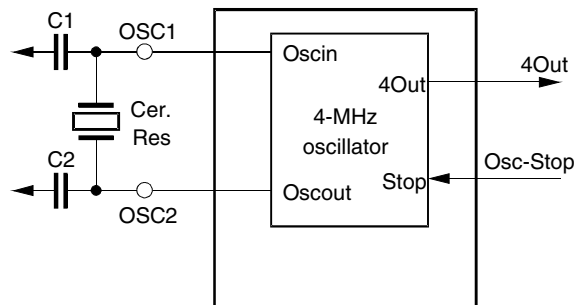 C1
OSC1
Oscin
4Out
4Out
Cer.
Res
4-MHz
oscillator
C2
Osc-Stop
Stop
Oscout
OSC2